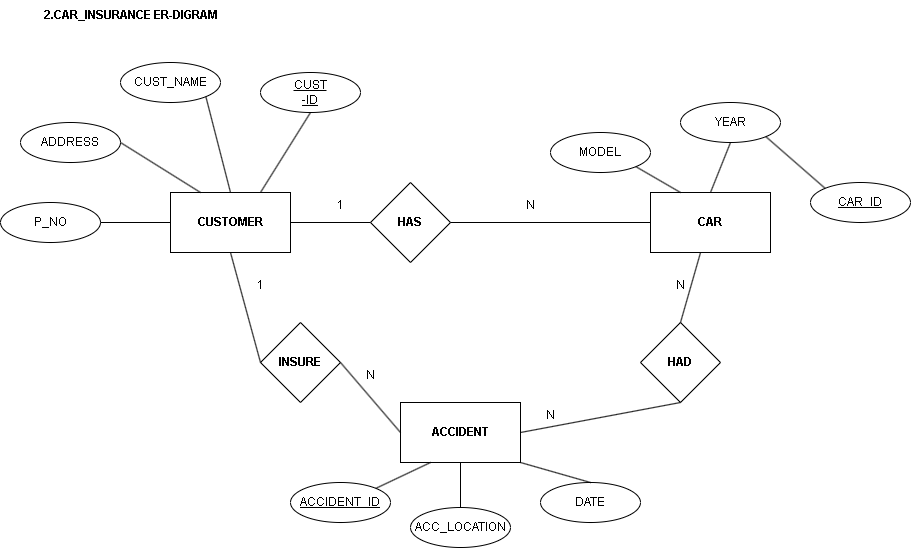 2.CAR_INSURANCE ER-DIGRAM
CUST_NAME
CUST
-ID
ADDRESS
YEAR
MODEL
P_NO
CUSTOMER
1
HAS
N
CAR
CAR_ID
1
N
INSURE
N
HAD
N
ACCIDENT
ACCIDENT_ID
ACC_LOCATION
DATE